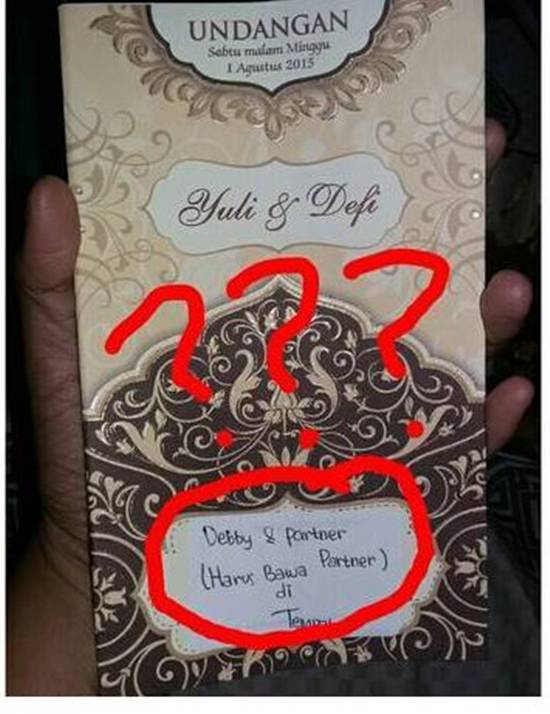 UNDANGAN
Sabtu malam Minggu
1 Agustus 2015
Yuli & Defi
? ? ?
Debby & partner
(Harus Bawa Partner)
di